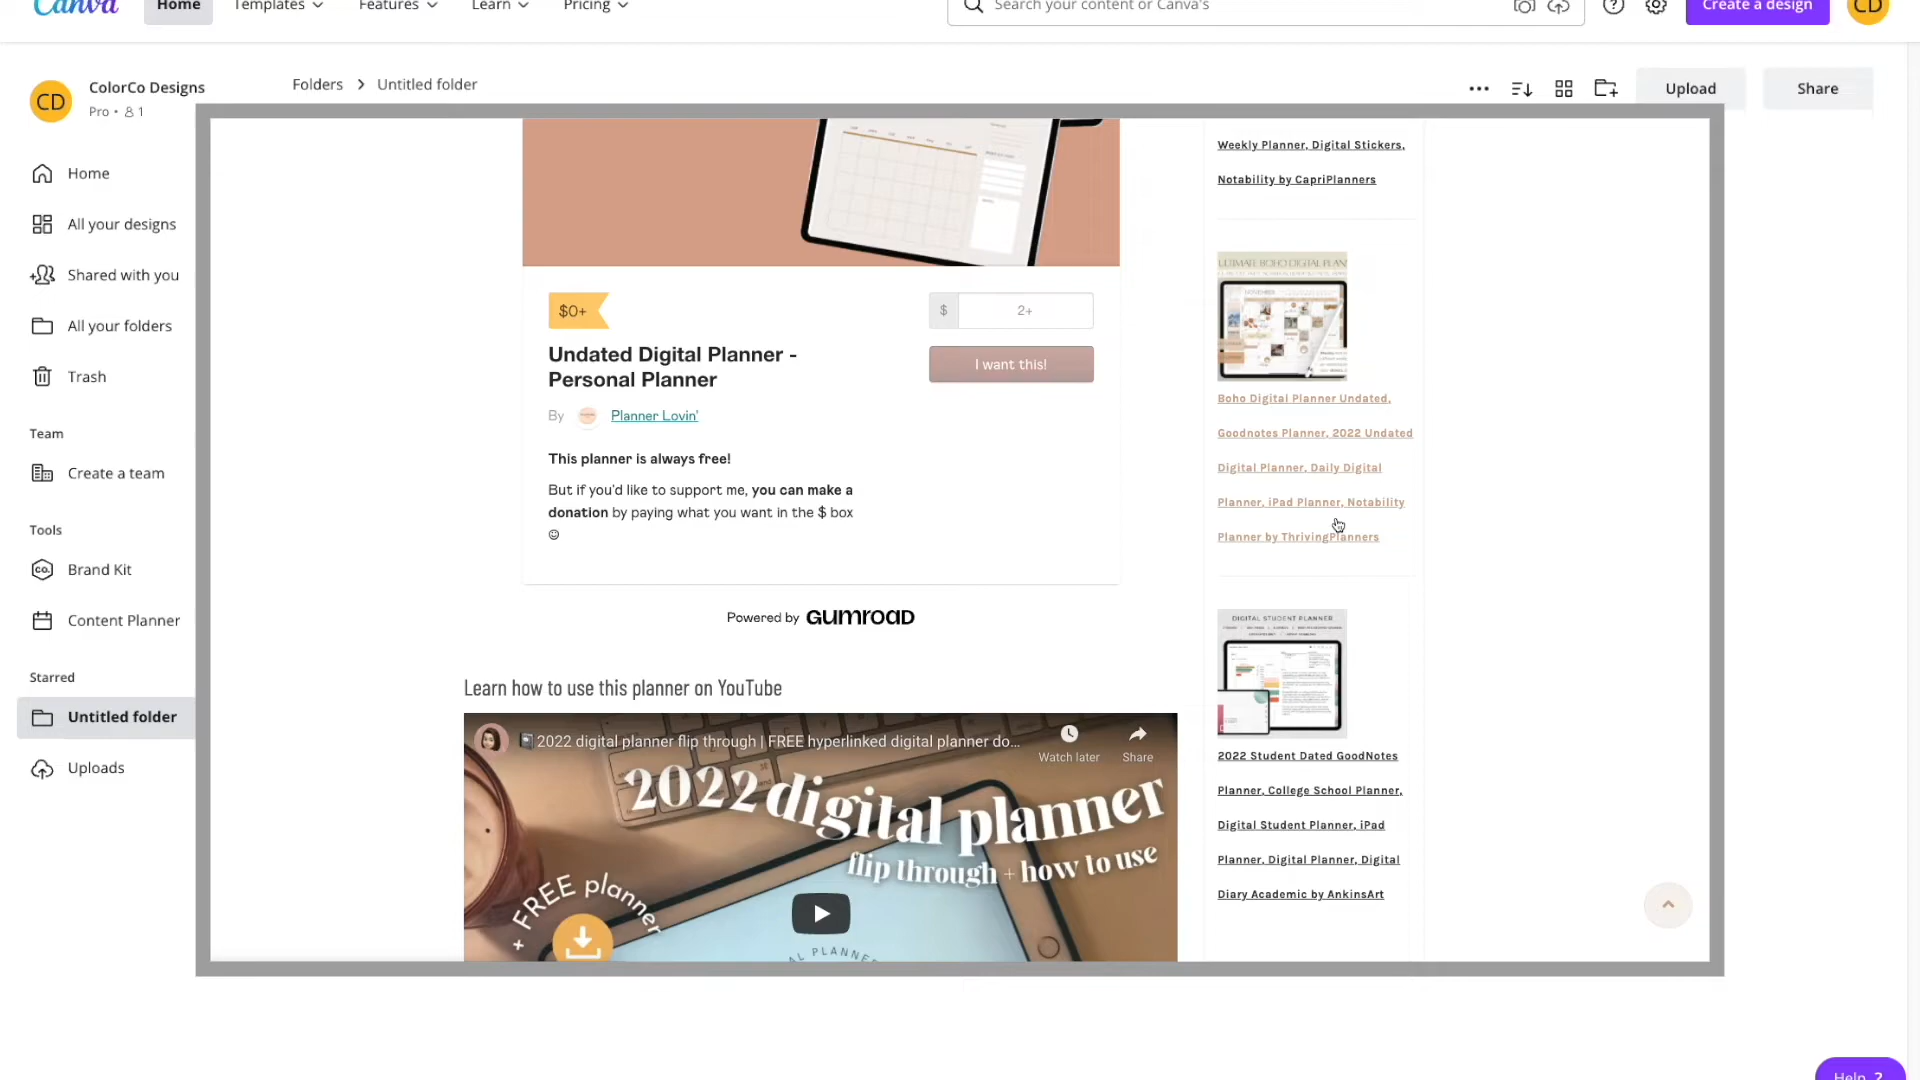 Canva
Home
Templates
Features
Learn
Pricing
Search your content or Canva's
Create a design
CD
CD
ColorCo Designs
Pro • 1
Folders > Untitled folder
Upload
Share
Home
All your designs
Shared with you
All your folders
Trash
Team
Create a team
Tools
Brand Kit
Content Planner
Starred
Untitled folder
Uploads
$0+
$ 2+
Undated Digital Planner -
Personal Planner
I want this!
By Planner Lovin'
This planner is always free!
But if you'd like to support me, you can make a
donation by paying what you want in the $ box
Powered by GUMROAD
Learn how to use this planner on YouTube
2022 digital planner flip through | FREE hyperlinked digital planner do...
Watch later
Share
2022 digital planner
flip through + how to use
+ FREE planner
AL PLANNE
Weekly Planner, Digital Stickers,
Notability by CapriPlanners
ULTIMATE BOHO DIGITAL PLAN
Boho Digital Planner Undated,
Goodnotes Planner, 2022 Undated
Digital Planner, Daily Digital
Planner, iPad Planner, Notability
Planner by ThrivingPlanners
DIGITAL STUDENT PLANNER
2022 Student Dated GoodNotes
Planner, College School Planner,
Digital Student Planner, iPad
Planner, Digital Planner, Digital
Diary Academic by AnkinsArt
Help ?